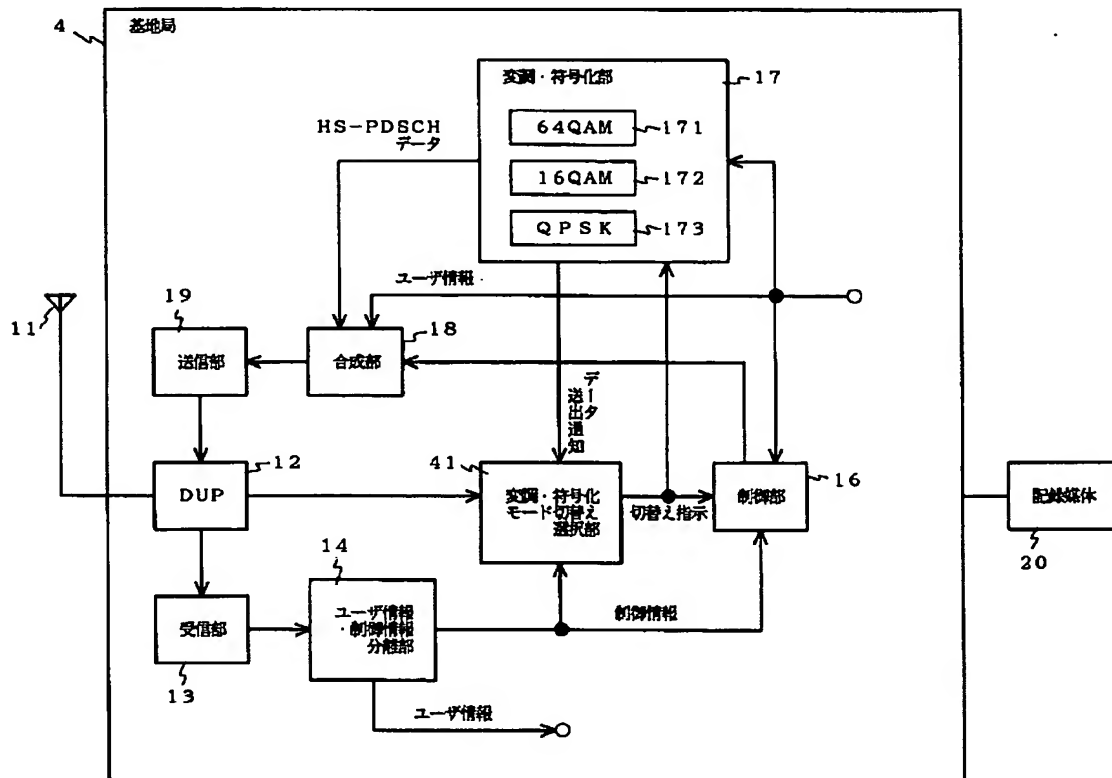 4
基地局
変調・符号化部
17
64QAM
171
16QAM
172
QPSK
173
HS-PDSCH
データ
ユーザ情報
11
19
送信部
合成部
18
データ
送出通知
12
DUP
41
変調・符号化
モード切替え
選択部
切替え指示
制御部
16
記録媒体
20
14
ユーザ情報
・制御情報
分離部
制御情報
受信部
13
ユーザ情報